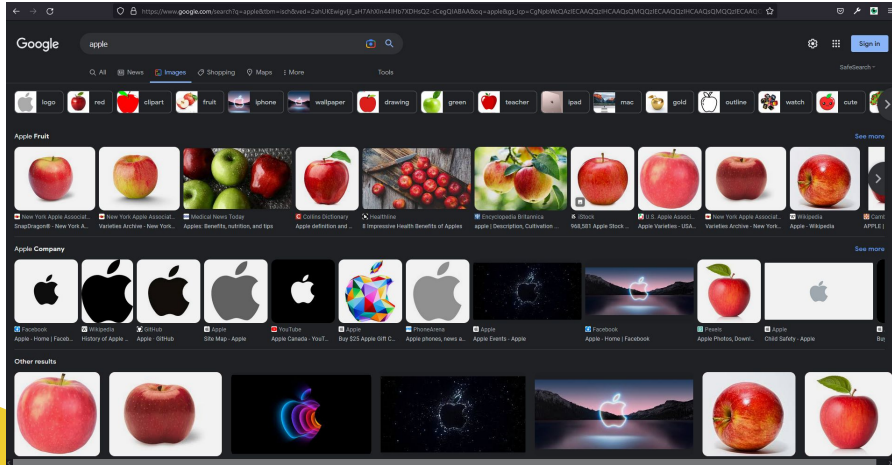 Google
apple
Sign in
All News Images Shopping Maps More Tools
SafeSearch
logo red clipart fruit iphone wallpaper drawing green teacher ipad mac gold outline watch cute
Apple Fruit See more
New York Apple Associat... New York Apple Associat... Medical News Today Collins Dictionary Healthline Encyclopedia Britannica iStock U.S. Apple Associ... New York Apple Associat... Wikipedia
SnapDragon® - New York A... Varieties Archive - New York... Apples: Benefits, nutrition, and tips Apple definition and ... 8 Impressive Health Benefits of Apples apple | Description, Cultivation ... 968,581 Apple Stock ... Apple Varieties - USA... Varieties Archive - New York... Apple - Wikipedia APPLE |
Apple Company See more
Facebook Wikipedia GitHub Apple YouTube Apple PhoneArena Apple Facebook Pexels Apple
Apple - Home | Faceb... History of Apple ... Apple · GitHub Site Map - Apple Apple Canada - YouT... Buy $25 Apple Gift C... Apple phones, news a... Apple Events - Apple Apple - Home | Facebook Apple Photos, Downl... Child Safety - Apple
Other results